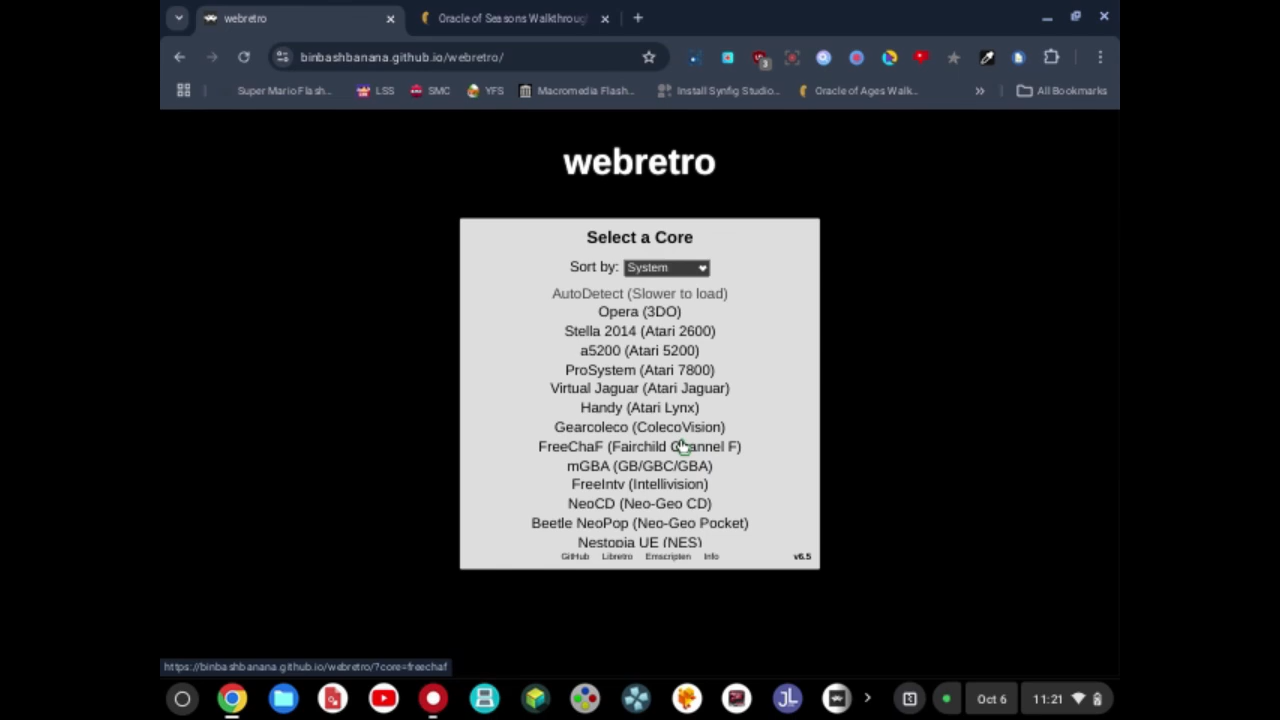 webretro
Oracle of Seasons Walkthroug
binbashbanana.github.io/webretro/
3
Super Mario Flash...
LSS
SMC
YFS
Macromedia Flash...
Install Synfig Studio...
Oracle of Ages Walk...
All Bookmarks
webretro
Select a Core
Sort by: System
AutoDetect (Slower to load)
Opera (3DO)
Stella 2014 (Atari 2600)
a5200 (Atari 5200)
ProSystem (Atari 7800)
Virtual Jaguar (Atari Jaguar)
Handy (Atari Lynx)
Gearcoleco (ColecoVision)
FreeChaF (Fairchild Channel F)
mGBA (GB/GBC/GBA)
FreeIntv (Intellivision)
NeoCD (Neo-Geo CD)
Beetle NeoPop (Neo-Geo Pocket)
Nestopia UE (NES)
GitHub Libretro Emscripten Info v6.5
https://binbashbanana.github.io/webretro/?core=freechaf
JL
Oct 6
11:21